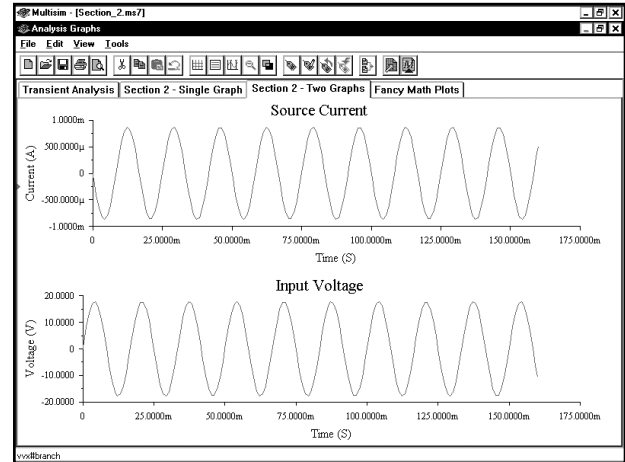 Multisim - [Section_2.ms7]
Analysis Graphs
File Edit View Tools
Transient Analysis Section 2 - Single Graph Section 2 - Two Graphs Fancy Math Plots
Source Current
Current (A)
1.0000m
500.0000µ
0
-500.0000µ
-1.0000m
0 25.0000m 50.0000m 75.0000m 100.0000m 125.0000m 150.0000m 175.0000m
Time (S)
Input Voltage
Voltage (V)
20.0000
10.0000
0
-10.0000
-20.0000
0 25.0000m 50.0000m 75.0000m 100.0000m 125.0000m 150.0000m 175.0000m
Time (S)
vvx#branch